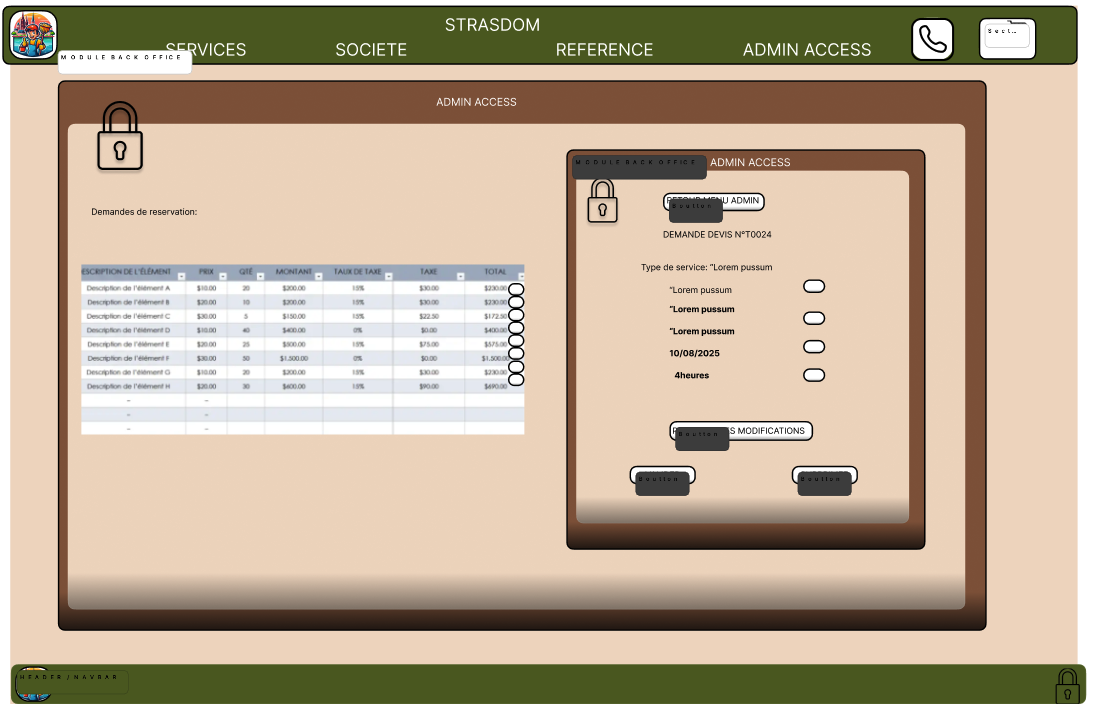 STRASDOM
SERVICES SOCIETE REFERENCE ADMIN ACCESS
Sect...
MODULE BACK OFFICE
ADMIN ACCESS
Demandes de reservation:
ESCRIPTION DE L'ÉLÉMENT PRIX QTÉ MONTANT TAUX DE TAXE TAXE TOTAL
Description de l'élément A $10.00 20 $200.00 15% $30.00 $230.00
Description de l'élément B $20.00 10 $200.00 15% $30.00 $230.00
Description de l'élément C $30.00 5 $150.00 15% $22.50 $172.50
Description de l'élément D $10.00 40 $400.00 0% $0.00 $400.00
Description de l'élément E $20.00 25 $500.00 15% $75.00 $575.00
Description de l'élément F $30.00 50 $1,500.00 0% $0.00 $1,500.00
Description de l'élément G $10.00 20 $200.00 15% $30.00 $230.00
Description de l'élément H $20.00 30 $600.00 15% $90.00 $690.00
– –
– –
– –
MODULE BACK OFFICE
ADMIN ACCESS
RETOUR MENU ADMIN
Boutton
DEMANDE DEVIS N°T0024
Type de service: “Lorem pussum
“Lorem pussum
“Lorem pussum
“Lorem pussum
10/08/2025
4heures
S MODIFICATIONS
Boutton
Boutton Boutton
HEADER/NAVBAR